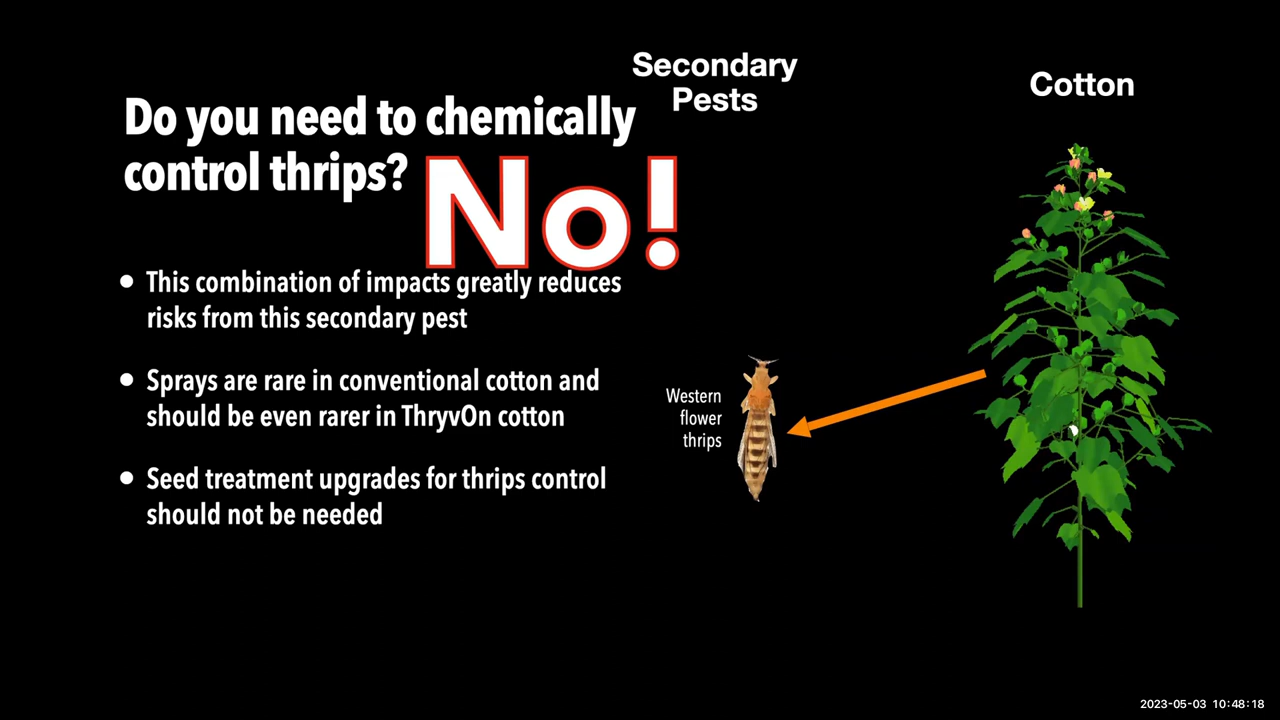 Secondary
Pests
Cotton
Do you need to chemically
control thrips?
No!
• This combination of impacts greatly reduces
risks from this secondary pest
• Sprays are rare in conventional cotton and
should be even rarer in ThryvOn cotton
• Seed treatment upgrades for thrips control
should not be needed
Western
flower
thrips
2023-05-03 10:48:18